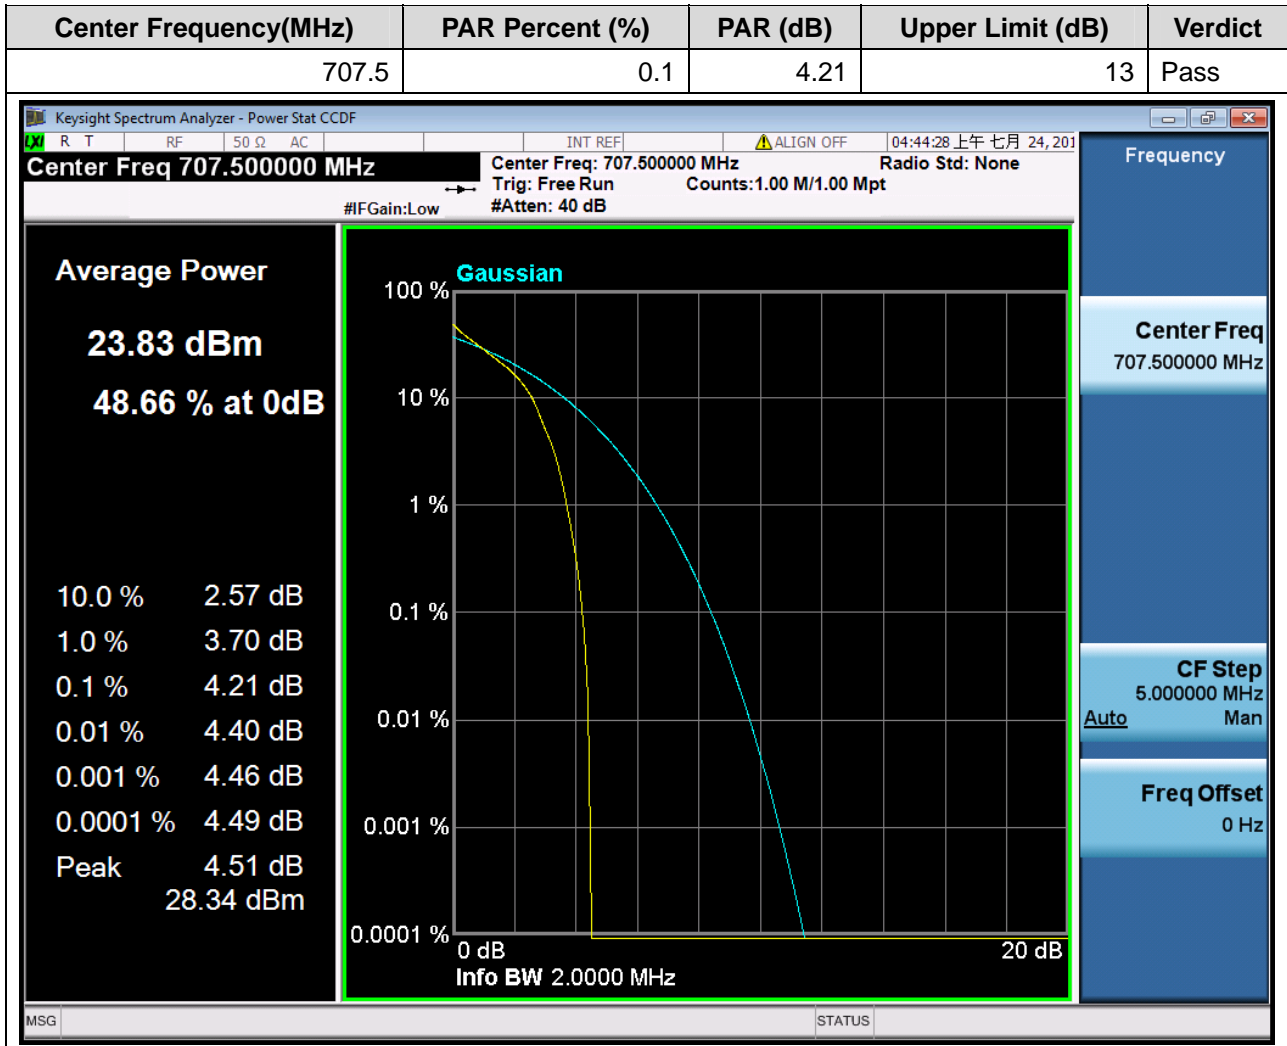 Center Frequency(MHz) PAR Percent (%) PAR (dB) Upper Limit (dB) Verdict
707.5 0.1 4.21 13 Pass
Keysight Spectrum Analyzer - Power Stat CCDF
LXI R T RF 50 Ω AC INT REF ALIGN OFF 04:44:28 上午 七月 24, 201
Center Freq 707.500000 MHz
#IFGain:Low
Center Freq: 707.500000 MHz Radio Std: None
Trig: Free Run Counts:1.00 M/1.00 Mpt
#Atten: 40 dB
Average Power
23.83 dBm
48.66 % at 0dB
10.0 % 2.57 dB
1.0 % 3.70 dB
0.1 % 4.21 dB
0.01 % 4.40 dB
0.001 % 4.46 dB
0.0001 % 4.49 dB
Peak 4.51 dB
28.34 dBm
Gaussian
100 %
10 %
1 %
0.1 %
0.01 %
0.001 %
0.0001 %
0 dB 20 dB
Info BW 2.0000 MHz
Frequency
Center Freq
707.500000 MHz
CF Step
5.000000 MHz
Auto Man
Freq Offset
0 Hz
MSG STATUS